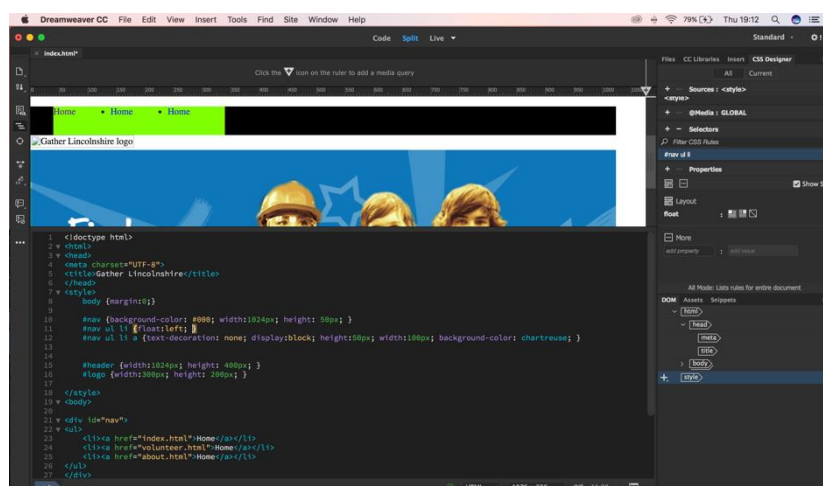 Dreamweaver CC File Edit View Insert Tools Find Site Window Help
79% Thu 19:12
Code Split Live
Standard
index.html*
Click the icon on the ruler to add a media query
Home • Home • Home
Gather Lincolnshire logo
Files CC Libraries Insert CSS Designer
All Current
+ Sources : <style>
<style>
+ @Media : GLOBAL
+ − Selectors
Filter CSS Rules
#nav ul li
+ Properties
Show S
Layout
float :
More
add property : add value
All Mode: Lists rules for entire document
DOM Assets Snippets
html
head
meta
title
body
+ style
1 <!doctype html>
2 <html>
3 <head>
4 <meta charset="UTF-8">
5 <title>Gather Lincolnshire</title>
6 </head>
7 <style>
8 body {margin:0;}
9
10 #nav {background-color: #000; width:1024px; height: 50px; }
11 #nav ul li {float:left; }
12 #nav ul li a {text-decoration: none; display:block; height:50px; width:100px; background-color: chartreuse; }
13
14
15 #header {width:1024px; height: 400px; }
16 #logo {width:300px; height: 200px; }
17
18 </style>
19 <body>
20
21 <div id="nav">
22 <ul>
23 <li><a href="index.html">Home</a></li>
24 <li><a href="volunteer.html">Home</a></li>
25 <li><a href="about.html">Home</a></li>
26 </ul>
27 </div>